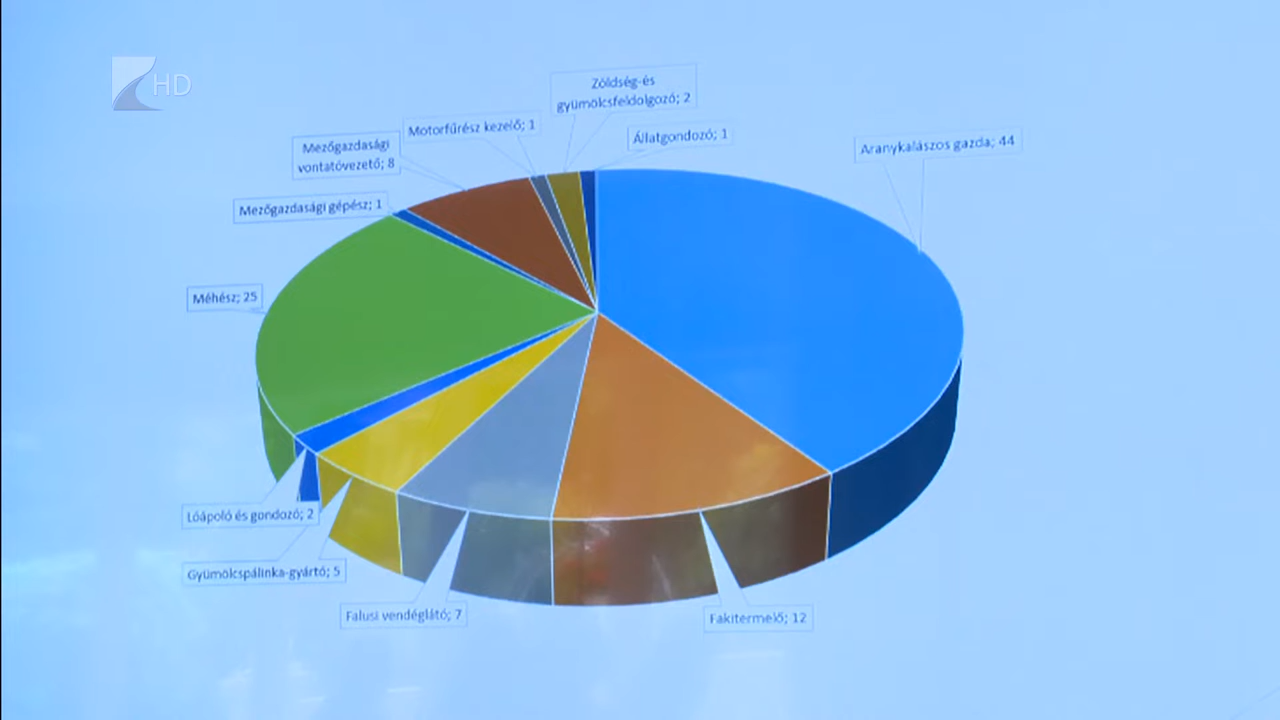 HD
Zöldség-és
gyümölcsfeldolgozó; 2
Motorfűrész kezelő; 1
Állatgondozó; 1
Aranykalászos gazda; 44
Mezőgazdasági
vontatóvezető; 8
Mezőgazdasági gépész; 1
Méhész; 25
Lóápoló és gondozó; 2
Gyümölcspálinka-gyártó; 5
Falusi vendéglátó; 7
Fakitermelő; 12